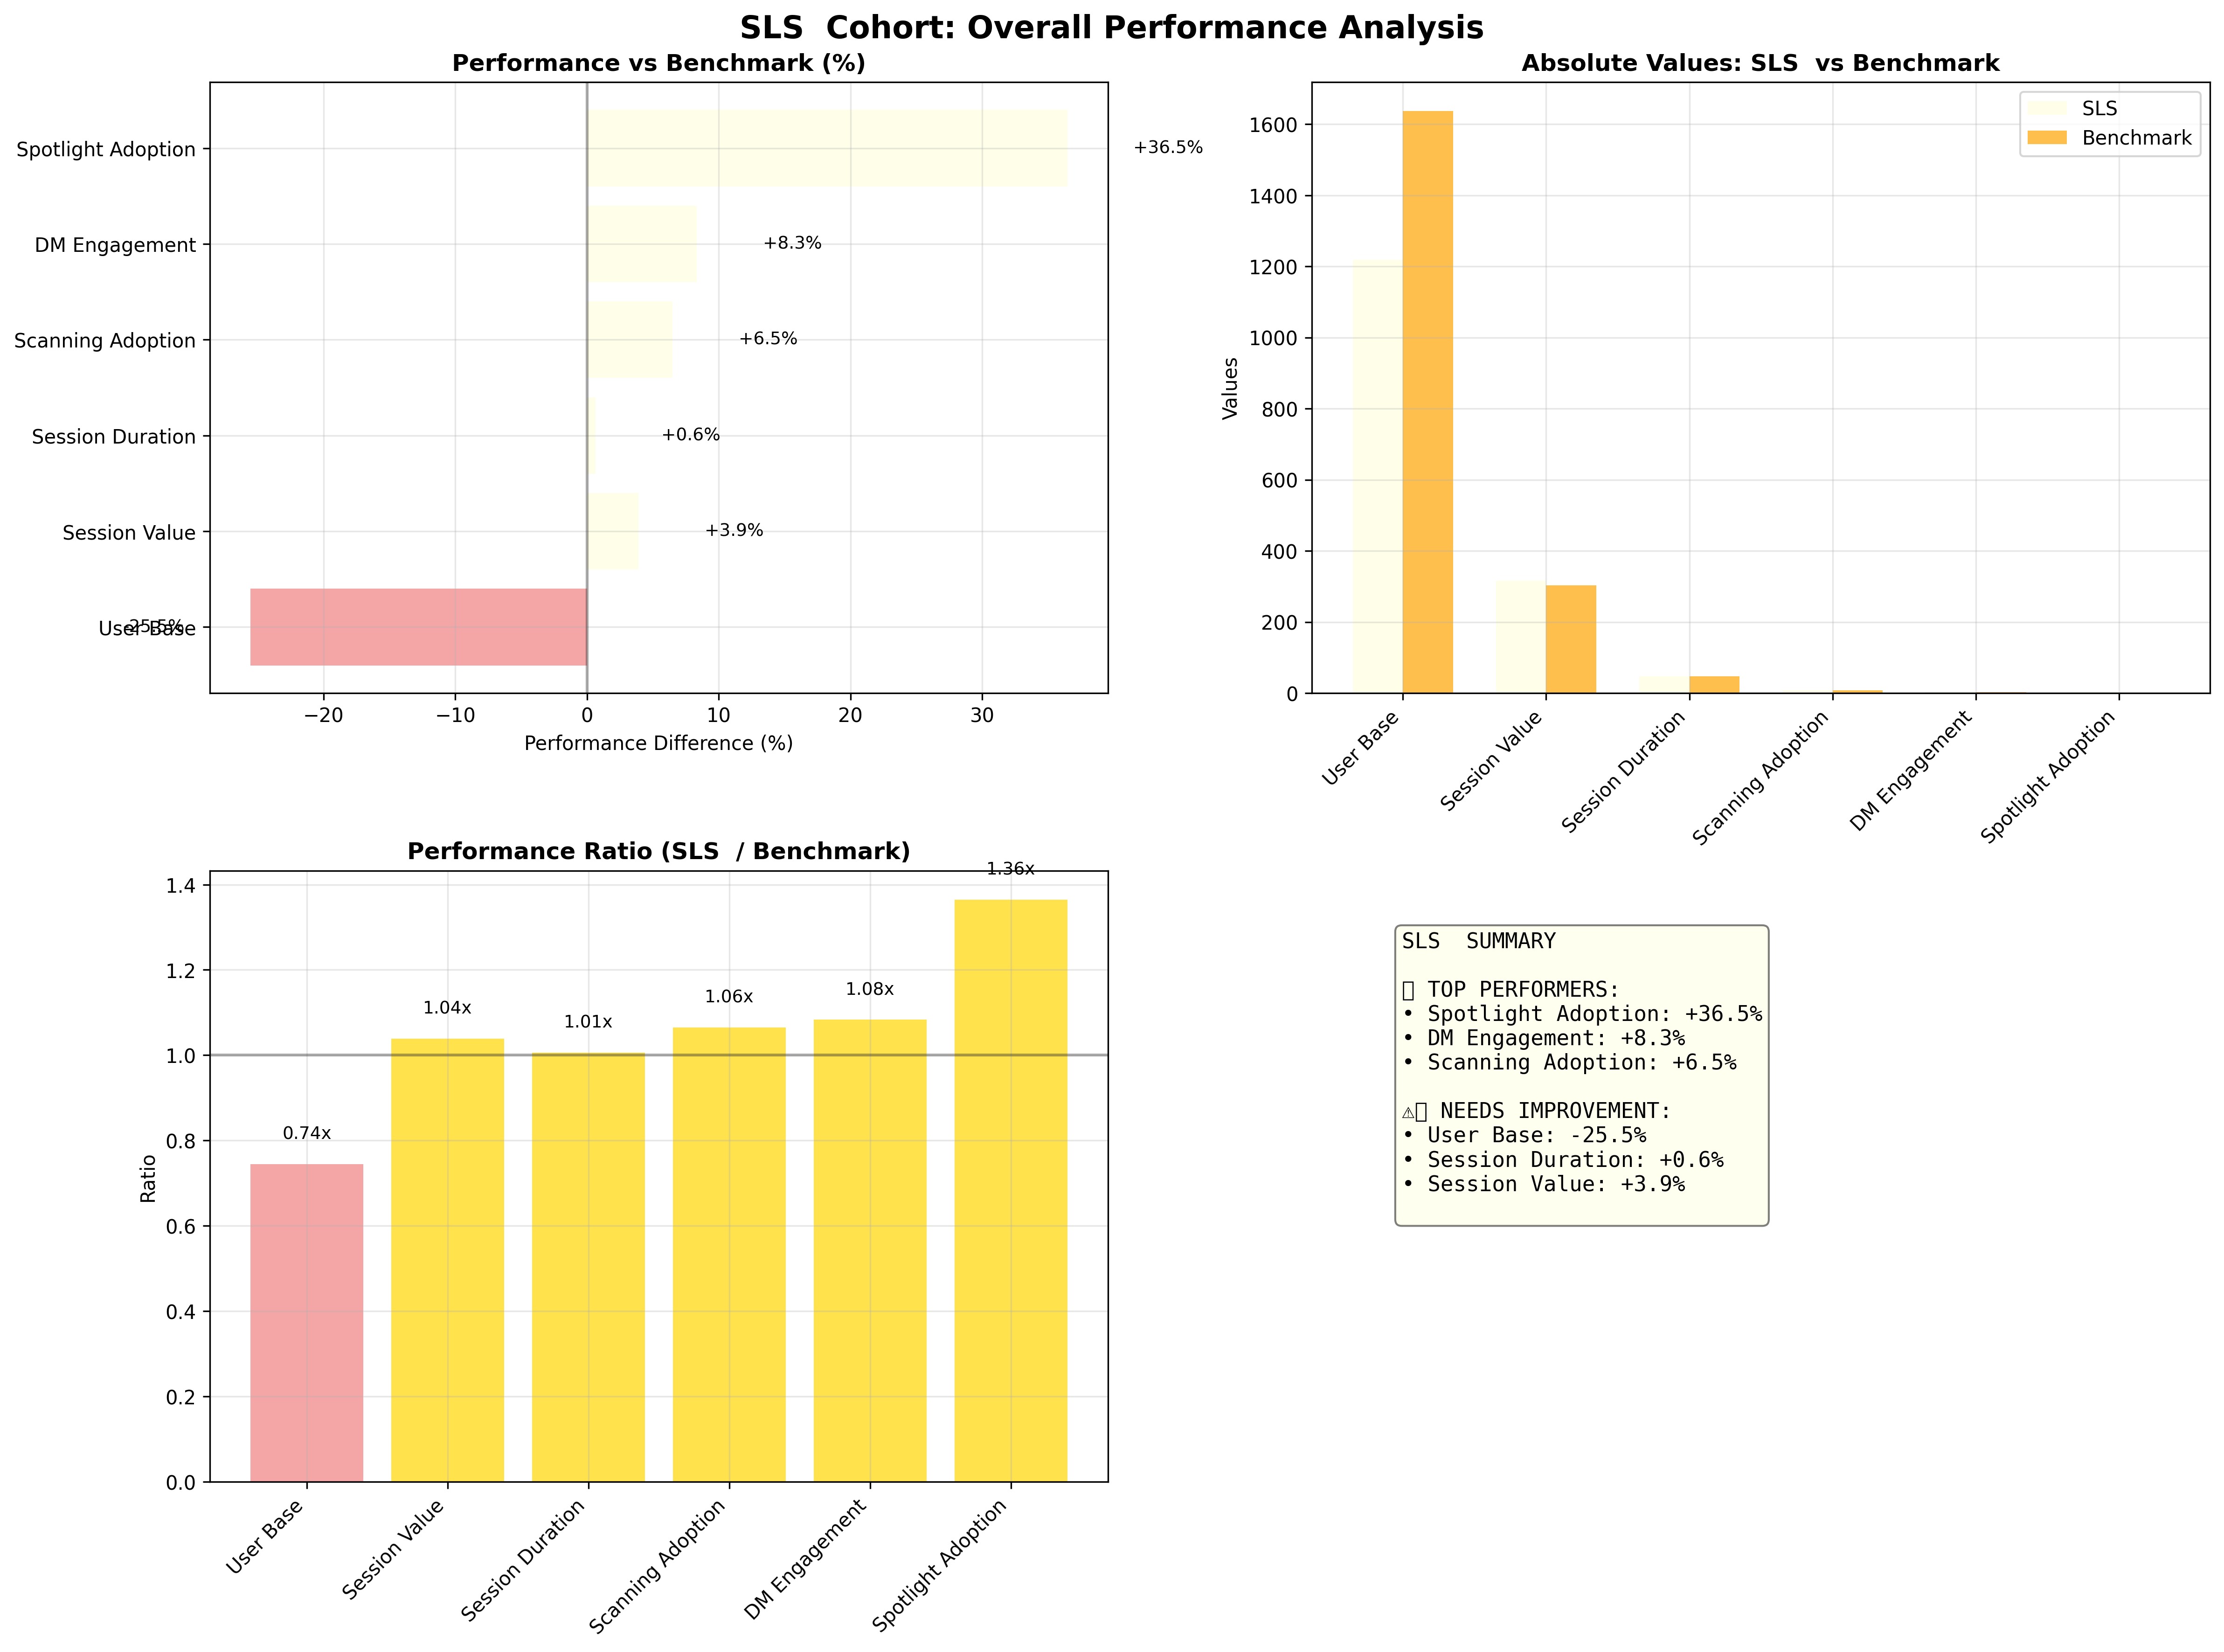 SLS  Cohort: Overall Performance Analysis
Performance vs Benchmark (%)
Spotlight Adoption
+36.5%
DM Engagement
+8.3%
Scanning Adoption
+6.5%
Session Duration
+0.6%
Session Value
+3.9%
User Base
-25.5%
−20 −10 0 10 20 30
Performance Difference (%)
Absolute Values: SLS  vs Benchmark
SLS
Benchmark
1600
1400
1200
1000
800
600
400
200
0
Values
User Base
Session Value
Session Duration
Scanning Adoption
DM Engagement
Spotlight Adoption
Performance Ratio (SLS  / Benchmark)
1.4
1.2
1.0
0.8
0.6
0.4
0.2
0.0
Ratio
0.74x
1.04x
1.01x
1.06x
1.08x
1.36x
User Base
Session Value
Session Duration
Scanning Adoption
DM Engagement
Spotlight Adoption
SLS  SUMMARY
TOP PERFORMERS:
• Spotlight Adoption: +36.5%
• DM Engagement: +8.3%
• Scanning Adoption: +6.5%
⚠ NEEDS IMPROVEMENT:
• User Base: -25.5%
• Session Duration: +0.6%
• Session Value: +3.9%